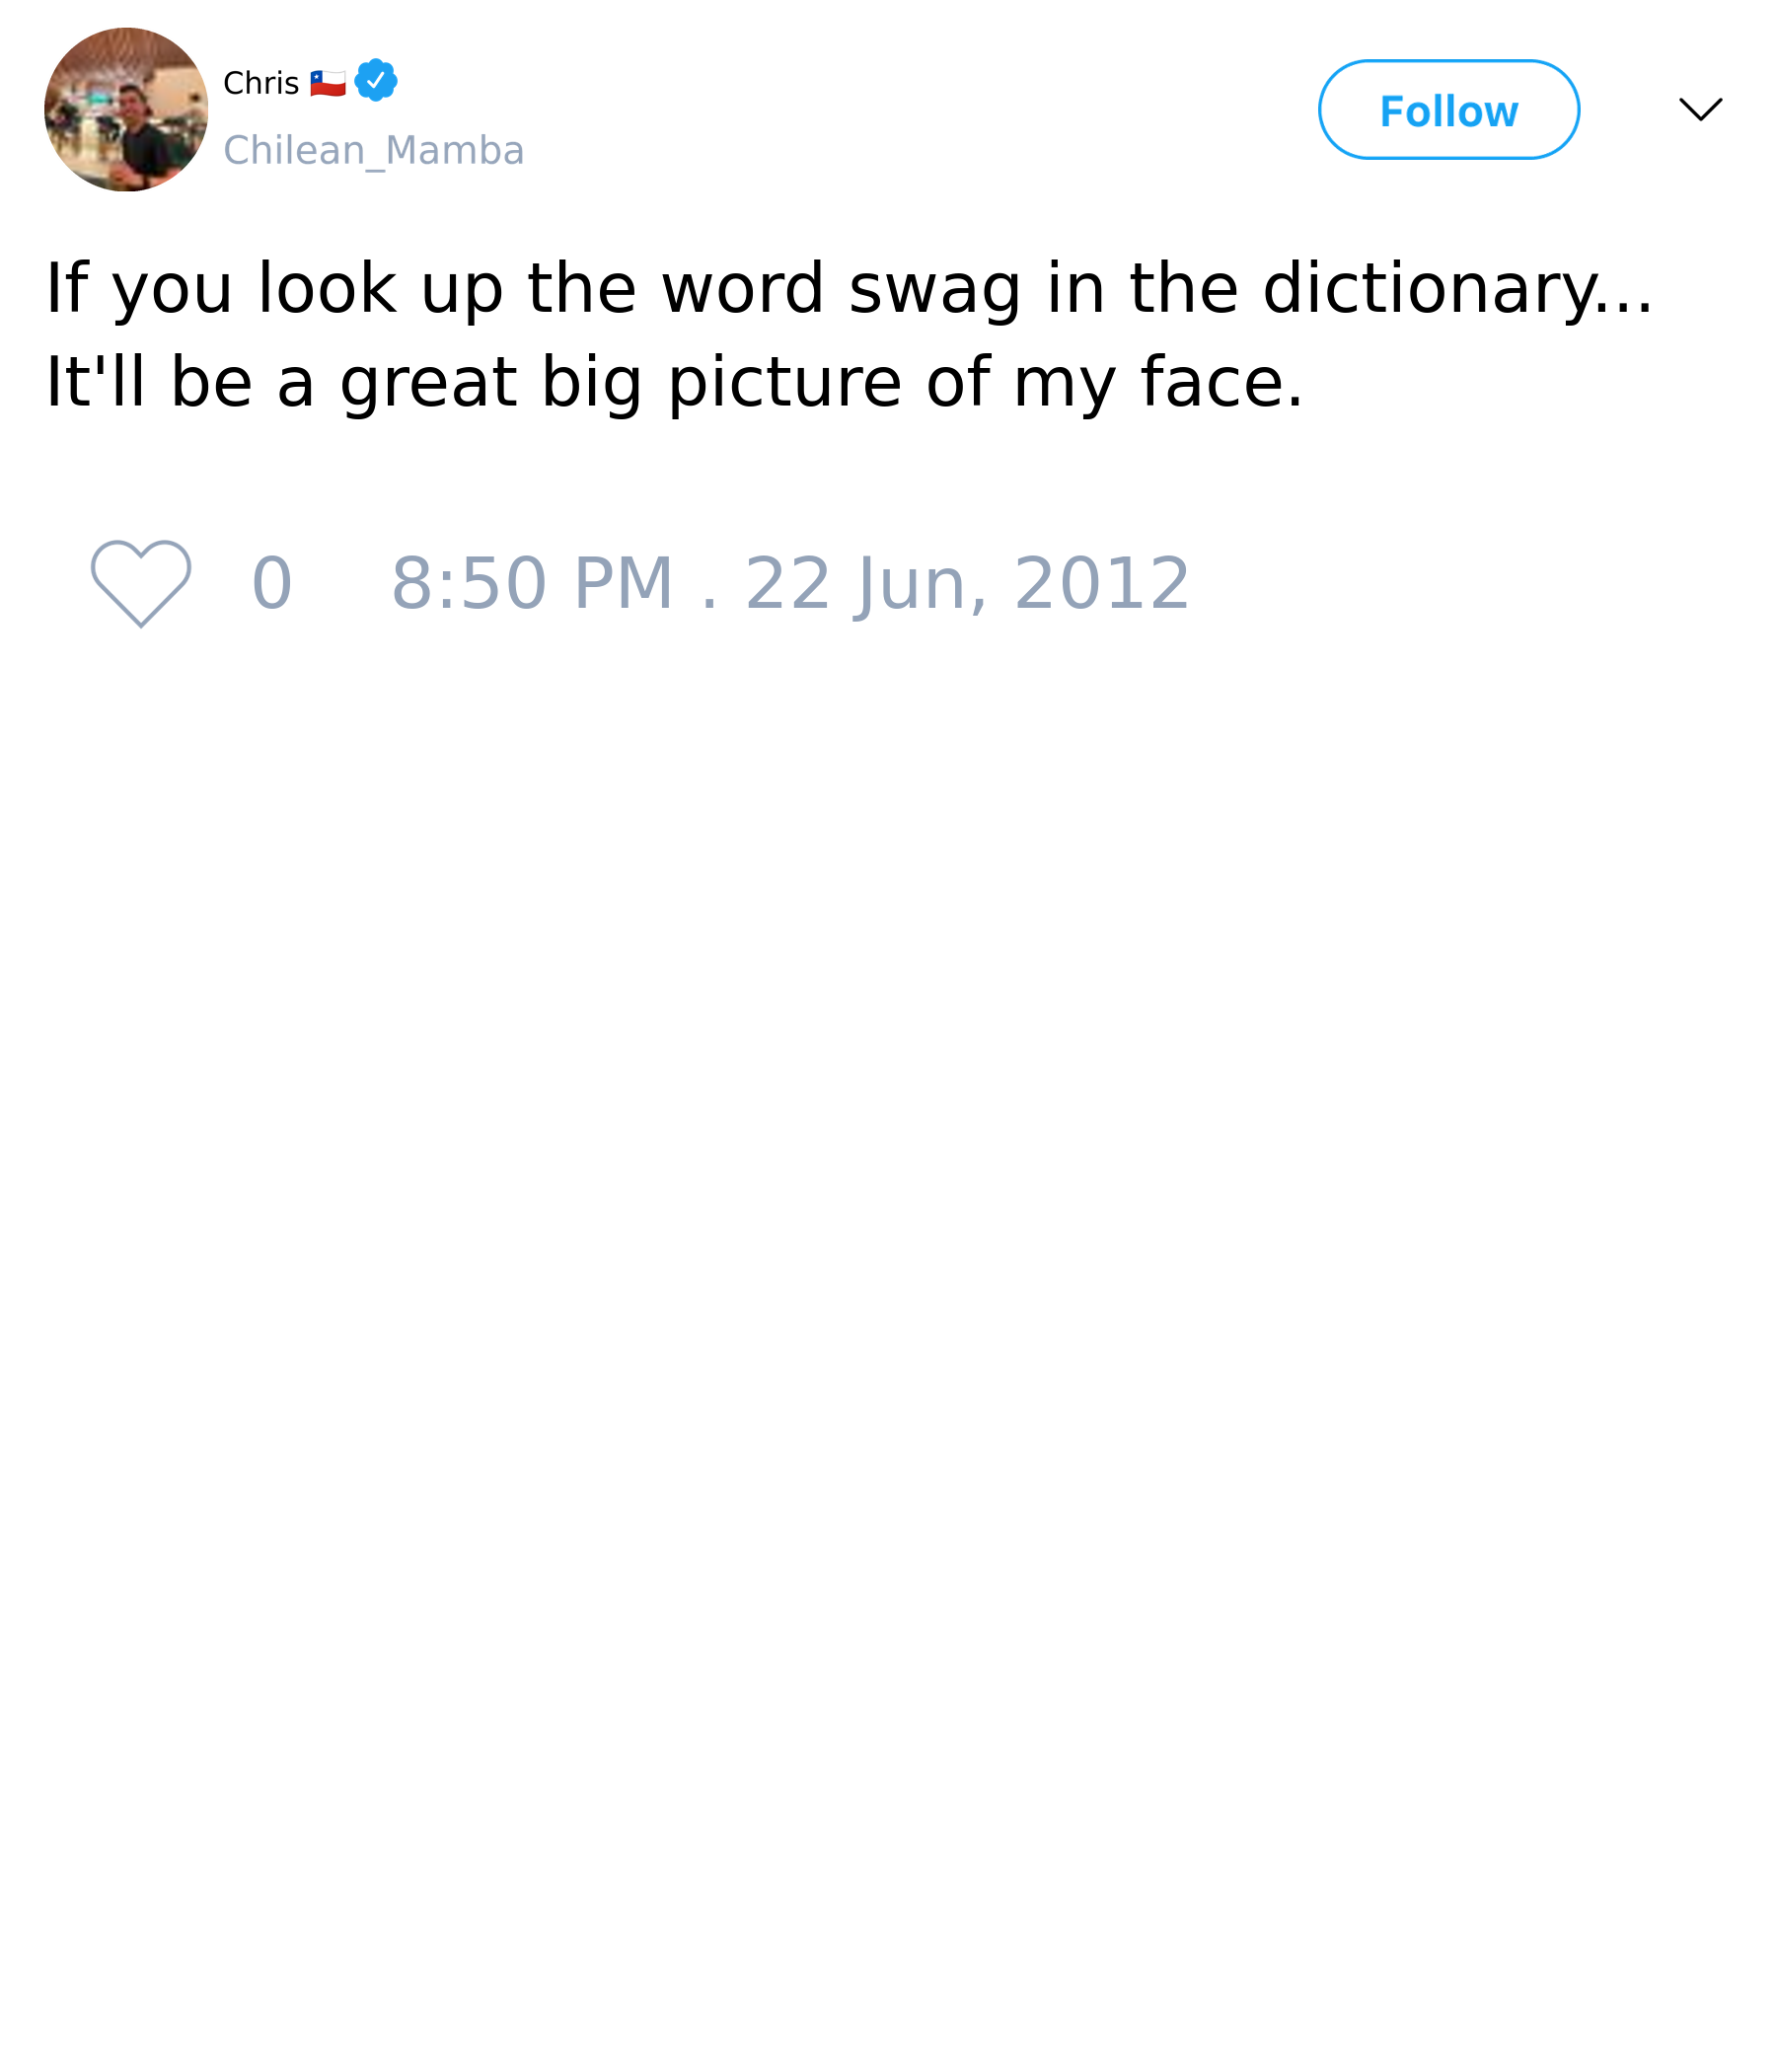 Chris 🇨🇱
Chilean_Mamba
Follow
If you look up the word swag in the dictionary...
It'll be a great big picture of my face.
0 8:50 PM . 22 Jun, 2012